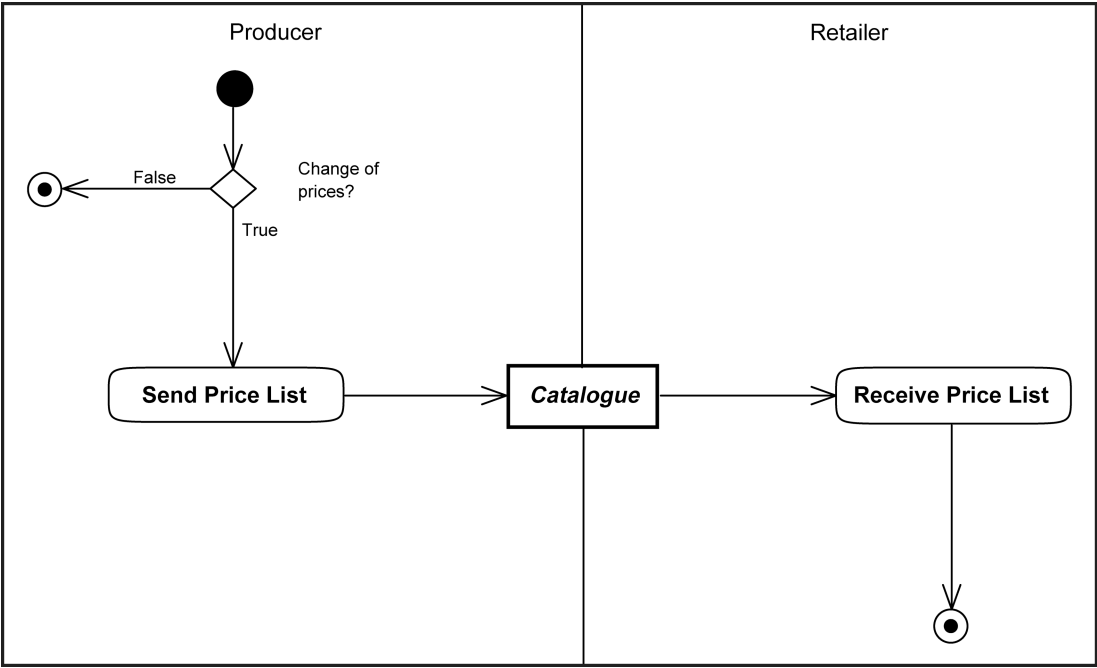 Producer
Retailer
Change of
prices?
False
True
Send Price List
Catalogue
Receive Price List